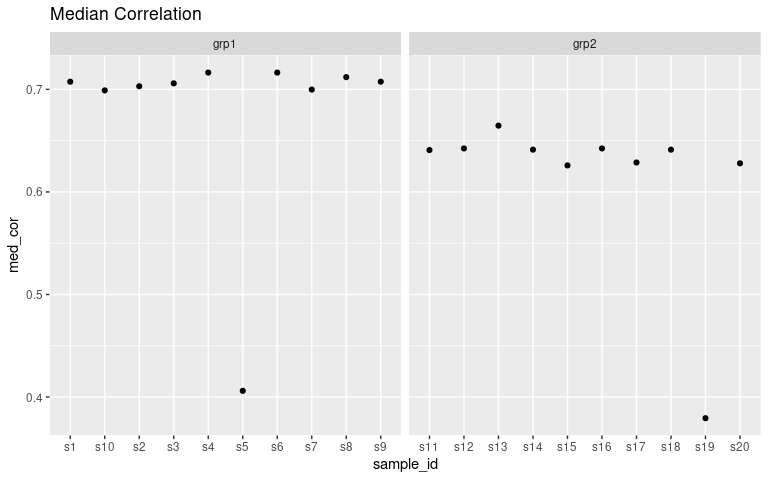 Median Correlation
grp1 grp2
0.7
0.6
0.5
0.4
med_cor
s1 s10 s2 s3 s4 s5 s6 s7 s8 s9 s11 s12 s13 s14 s15 s16 s17 s18 s19 s20
sample_id